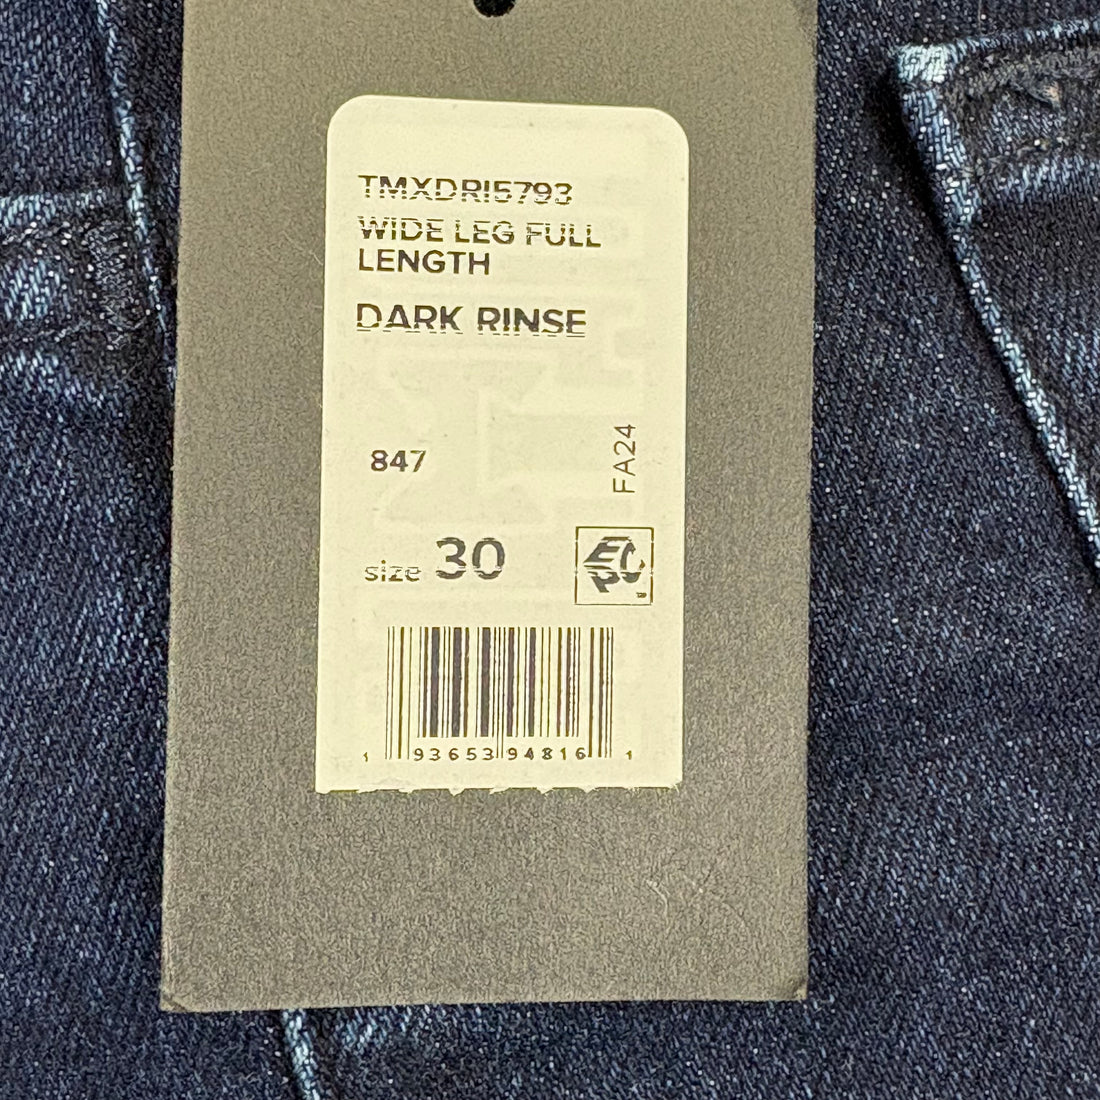 TMXDRI5793
WIDE LEG FULL
LENGTH
DARK RINSE
847
FA24
size 30
1 93653 94816 1